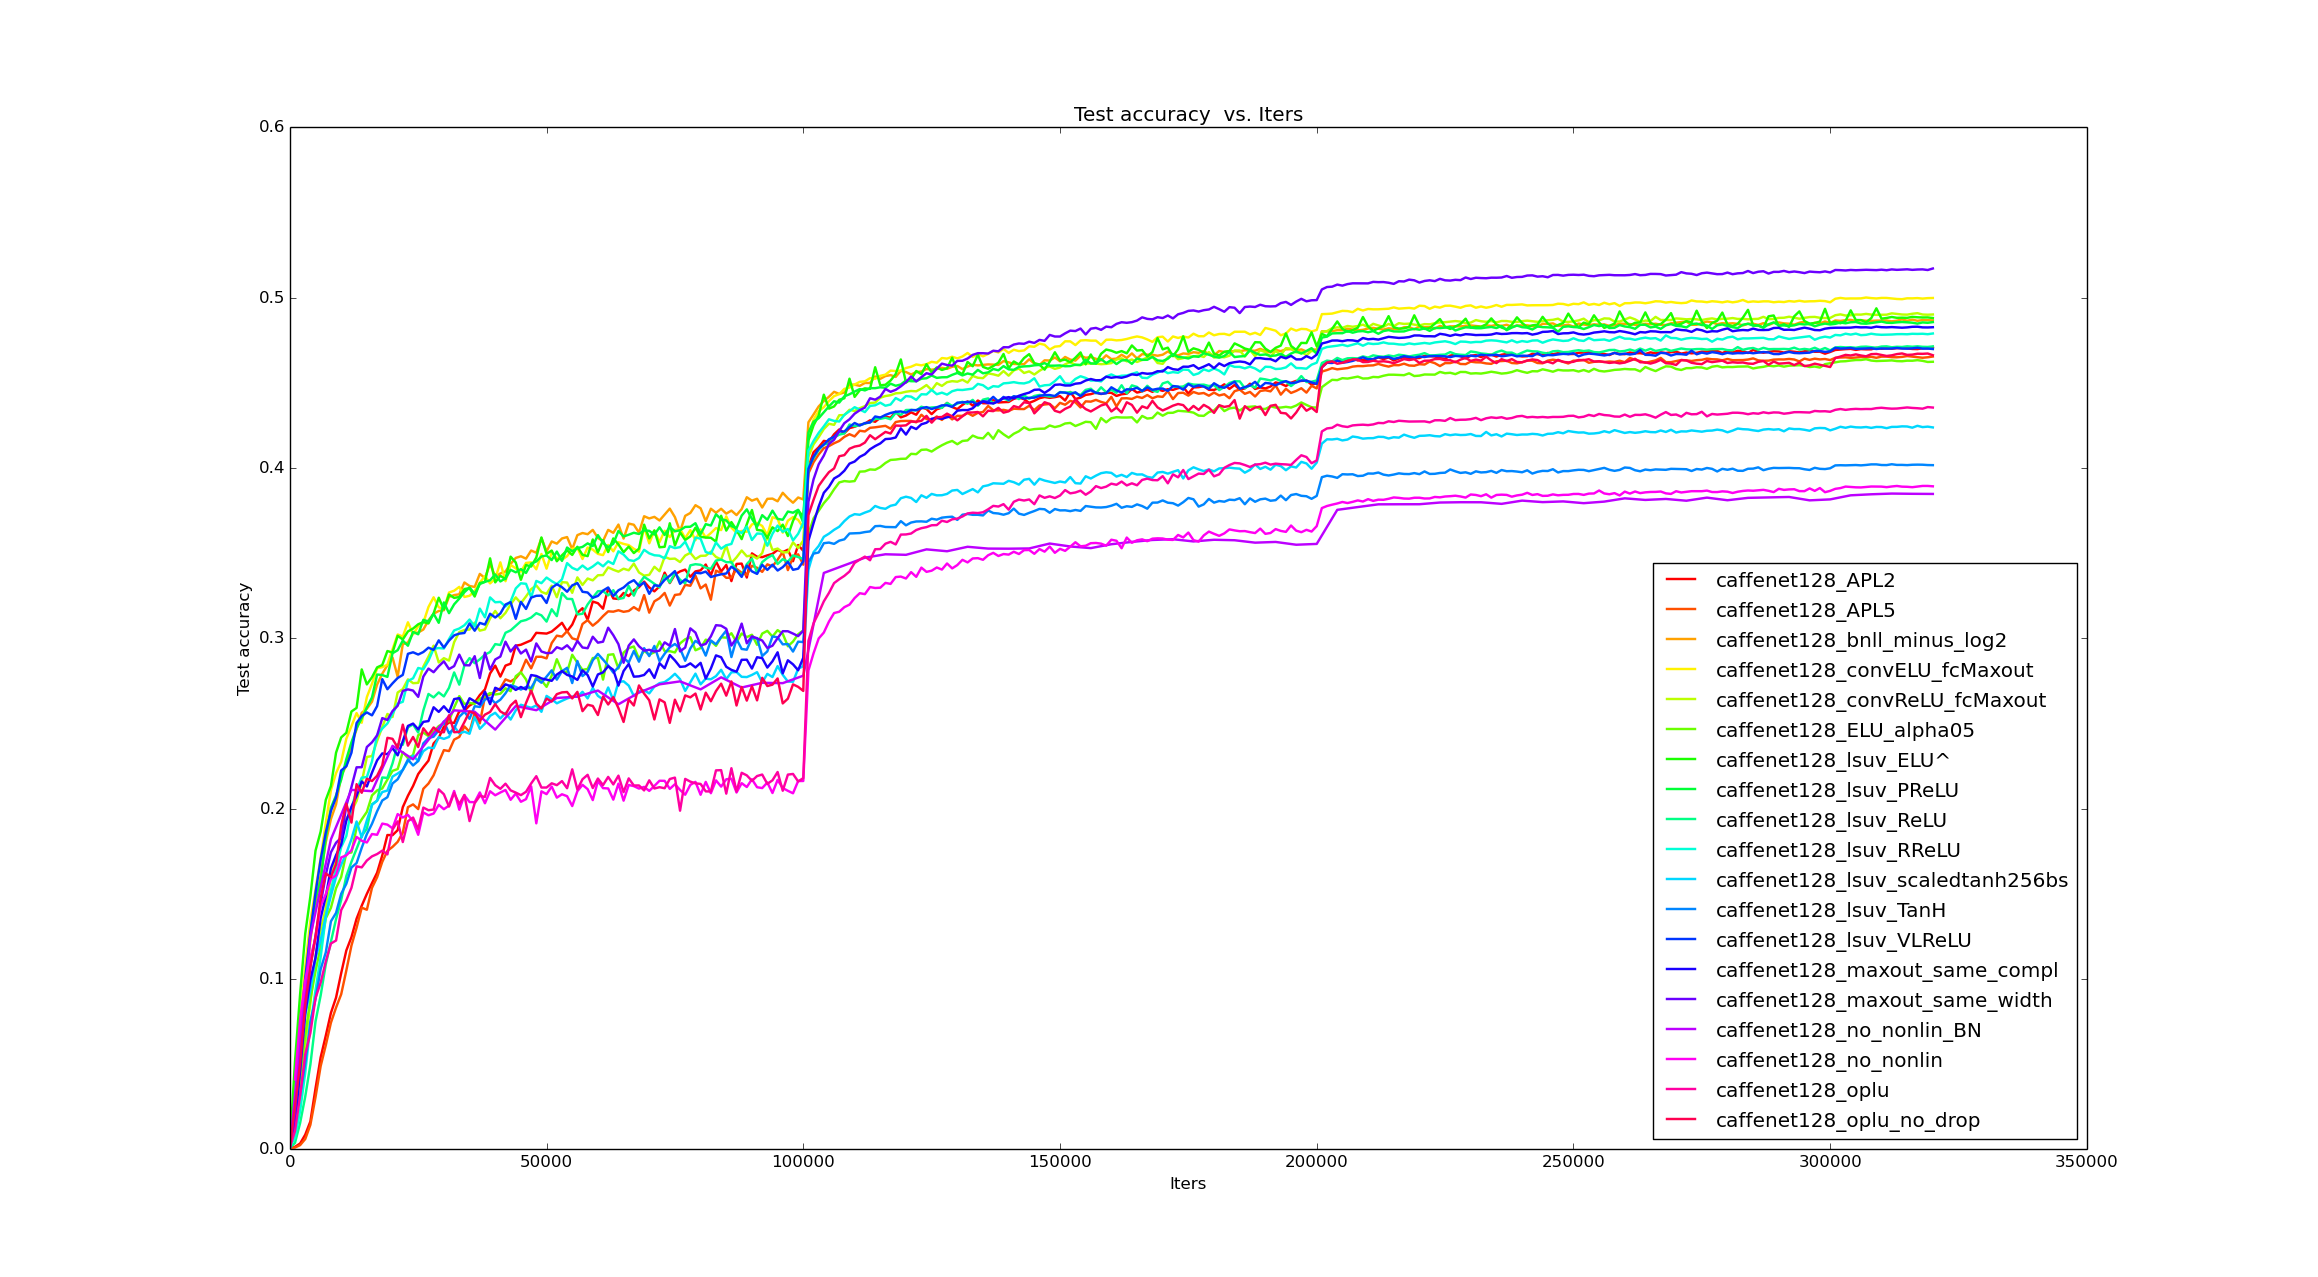 Test accuracy  vs. Iters
0.6
0.5
0.4
0.3
0.2
0.1
0.0
Test accuracy
0
50000
100000
150000
200000
250000
300000
350000
Iters
caffenet128_APL2
caffenet128_APL5
caffenet128_bnll_minus_log2
caffenet128_convELU_fcMaxout
caffenet128_convReLU_fcMaxout
caffenet128_ELU_alpha05
caffenet128_lsuv_ELU^
caffenet128_lsuv_PReLU
caffenet128_lsuv_ReLU
caffenet128_lsuv_RReLU
caffenet128_lsuv_scaledtanh256bs
caffenet128_lsuv_TanH
caffenet128_lsuv_VLReLU
caffenet128_maxout_same_compl
caffenet128_maxout_same_width
caffenet128_no_nonlin_BN
caffenet128_no_nonlin
caffenet128_oplu
caffenet128_oplu_no_drop